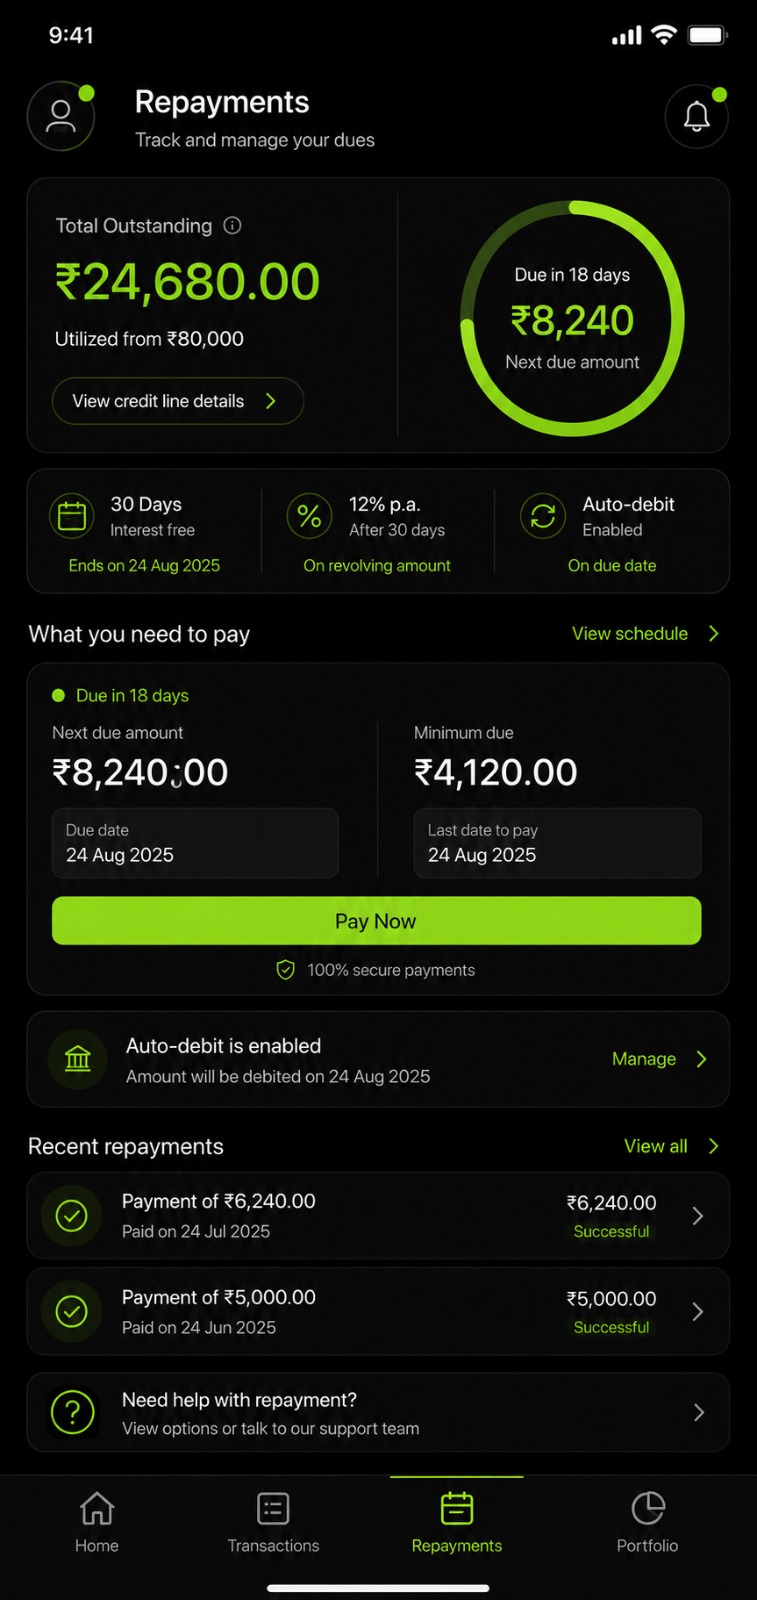 9:41
Repayments
Track and manage your dues
Total Outstanding
₹24,680.00
Utilized from ₹80,000
View credit line details
Due in 18 days
₹8,240
Next due amount
30 Days
Interest free
Ends on 24 Aug 2025
12% p.a.
After 30 days
On revolving amount
Auto-debit
Enabled
On due date
What you need to pay
View schedule
Due in 18 days
Next due amount
₹8,240.00
Due date
24 Aug 2025
Minimum due
₹4,120.00
Last date to pay
24 Aug 2025
Pay Now
100% secure payments
Auto-debit is enabled
Amount will be debited on 24 Aug 2025
Manage
Recent repayments
View all
Payment of ₹6,240.00
Paid on 24 Jul 2025
₹6,240.00
Successful
Payment of ₹5,000.00
Paid on 24 Jun 2025
₹5,000.00
Successful
Need help with repayment?
View options or talk to our support team
Home
Transactions
Repayments
Portfolio